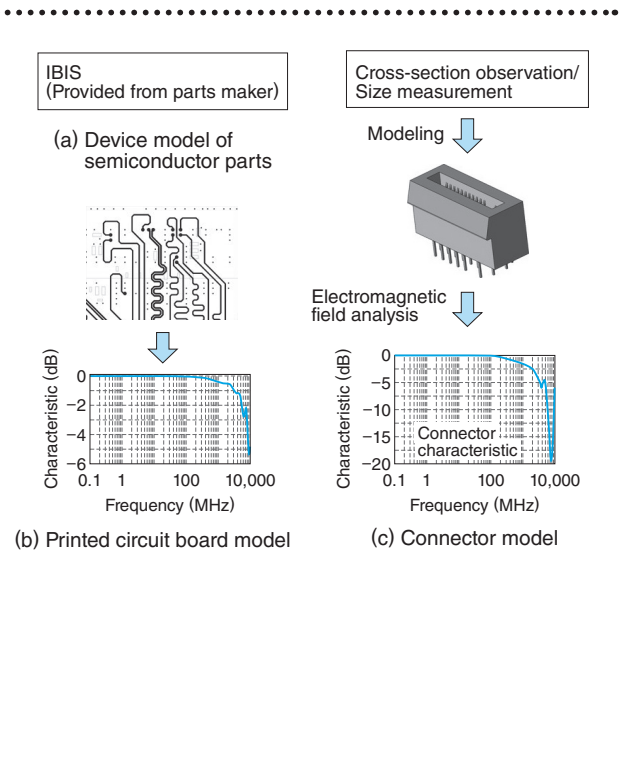 IBIS
(Provided from parts maker)
(a) Device model of
semiconductor parts
Characteristic (dB)
0
−2
−4
−6
0.1 1 100 10,000
Frequency (MHz)
(b) Printed circuit board model
Cross-section observation/
Size measurement
Modeling
Electromagnetic
field analysis
Characteristic (dB)
0
−5
−10
−15
−20
Connector
characteristic
0.1 1 100 10,000
Frequency (MHz)
(c) Connector model